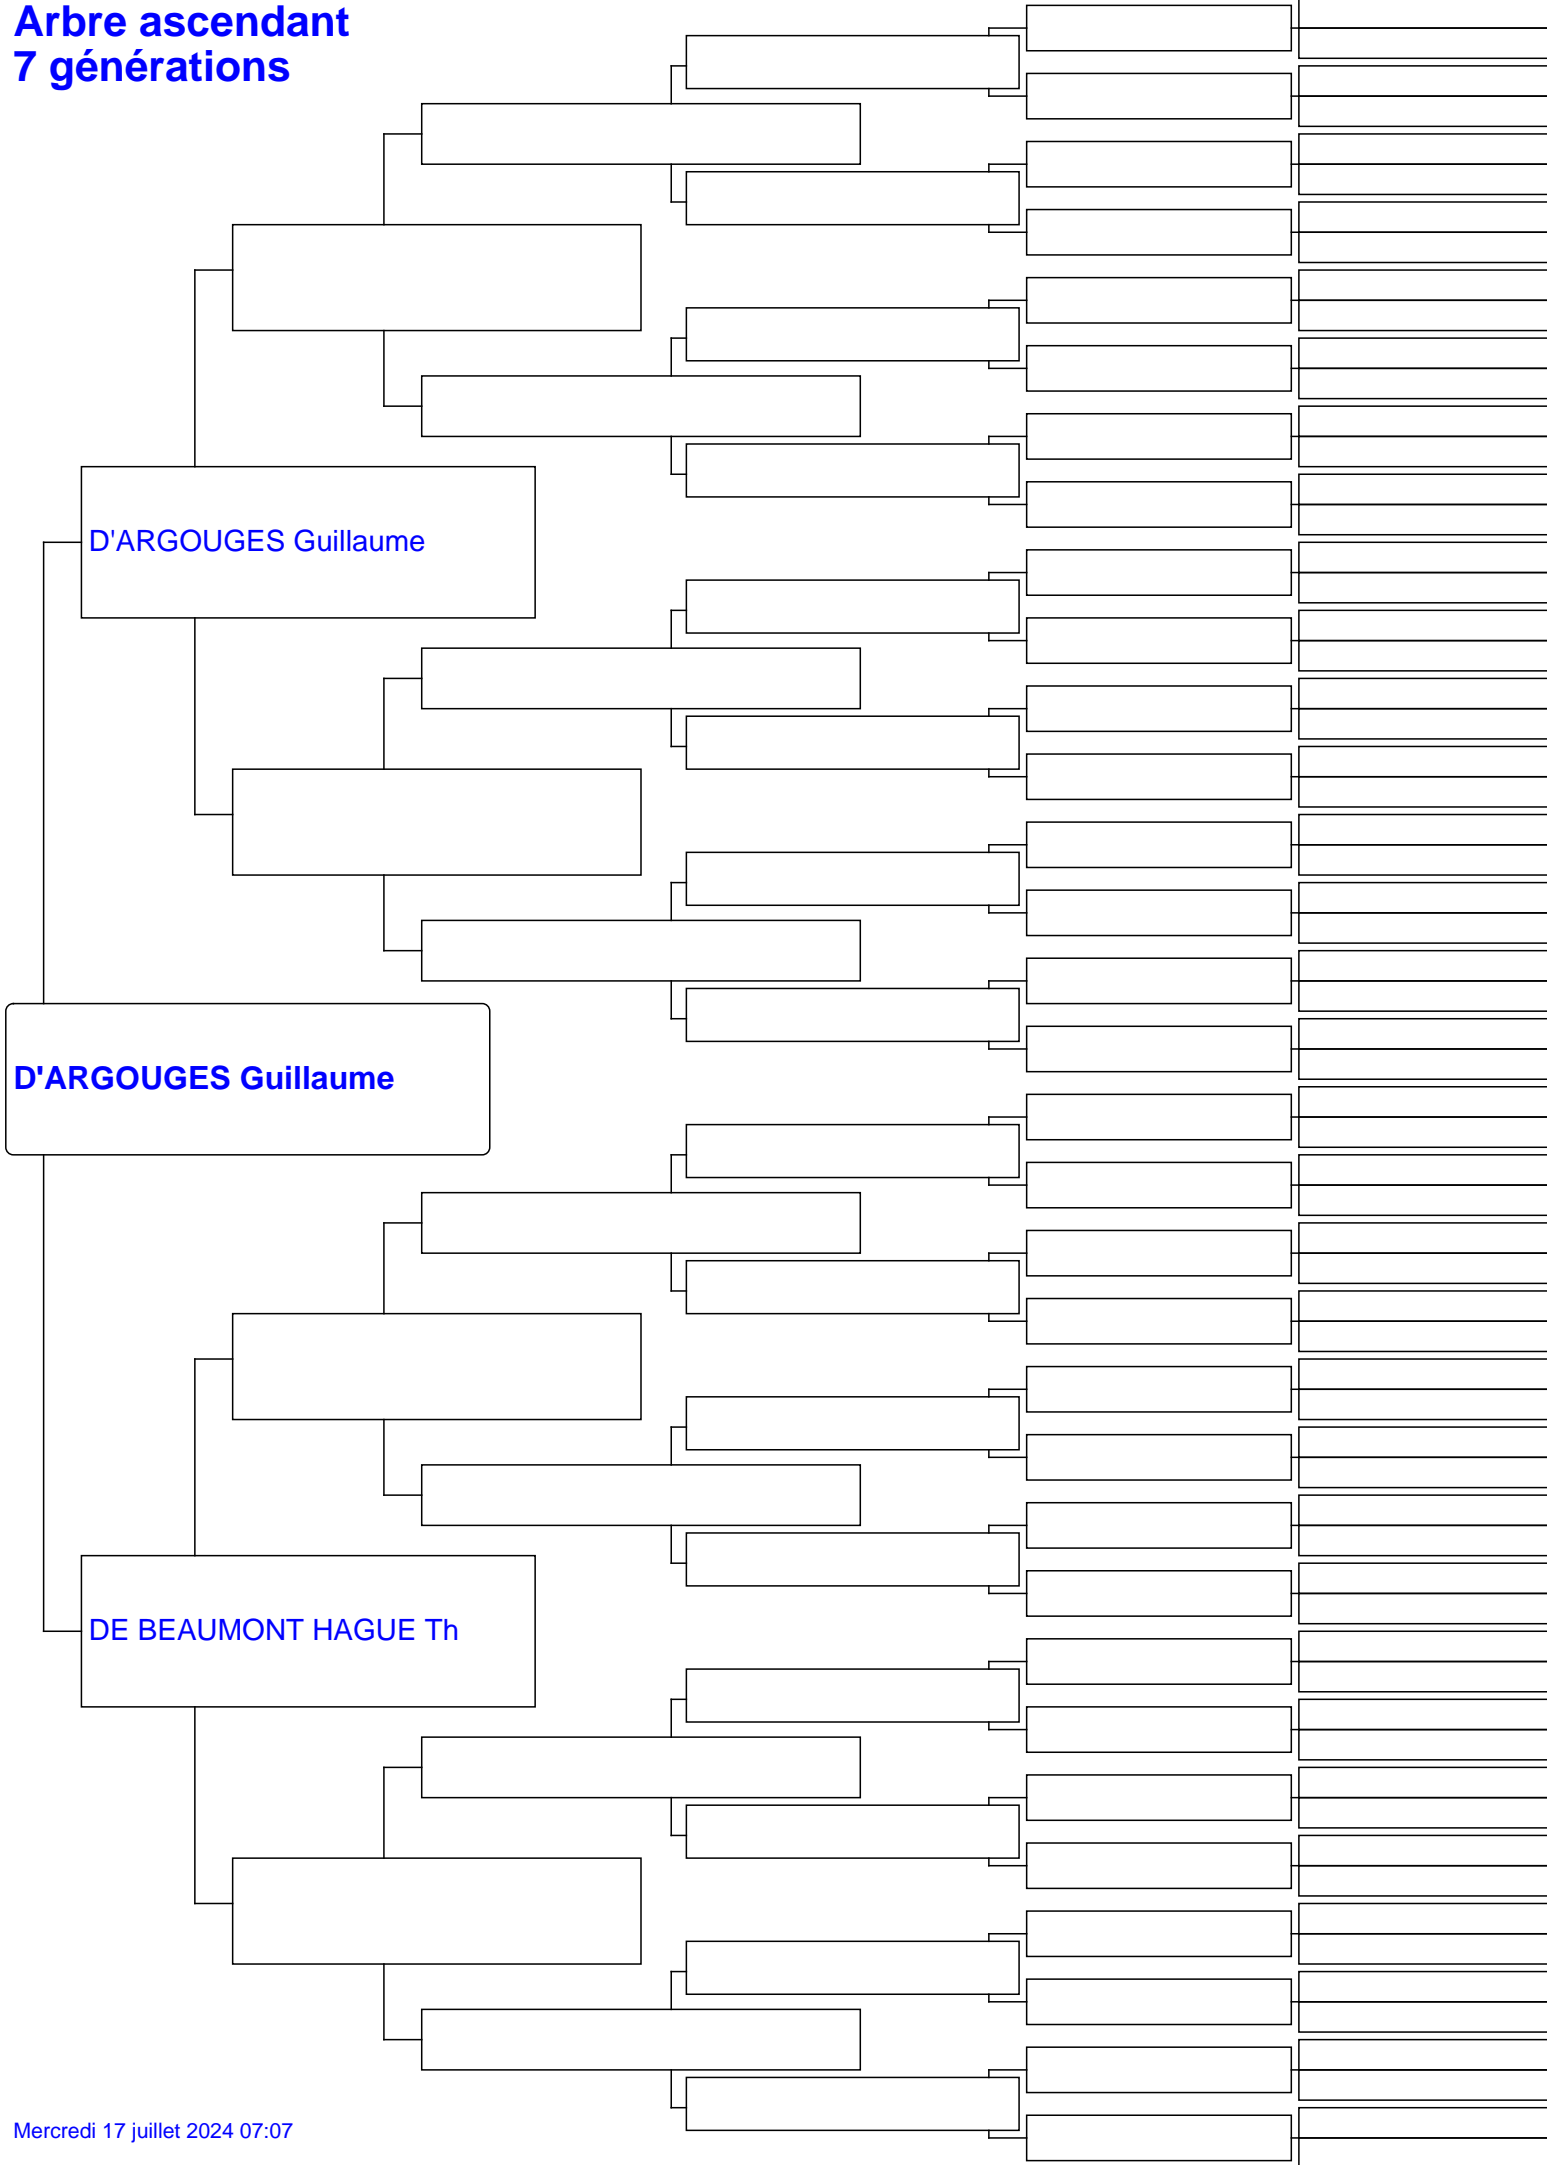 Arbre ascendant
7 générations
D'ARGOUGES Guillaume
D'ARGOUGES Guillaume
DE BEAUMONT HAGUE Th
Mercredi 17 juillet 2024 07:07